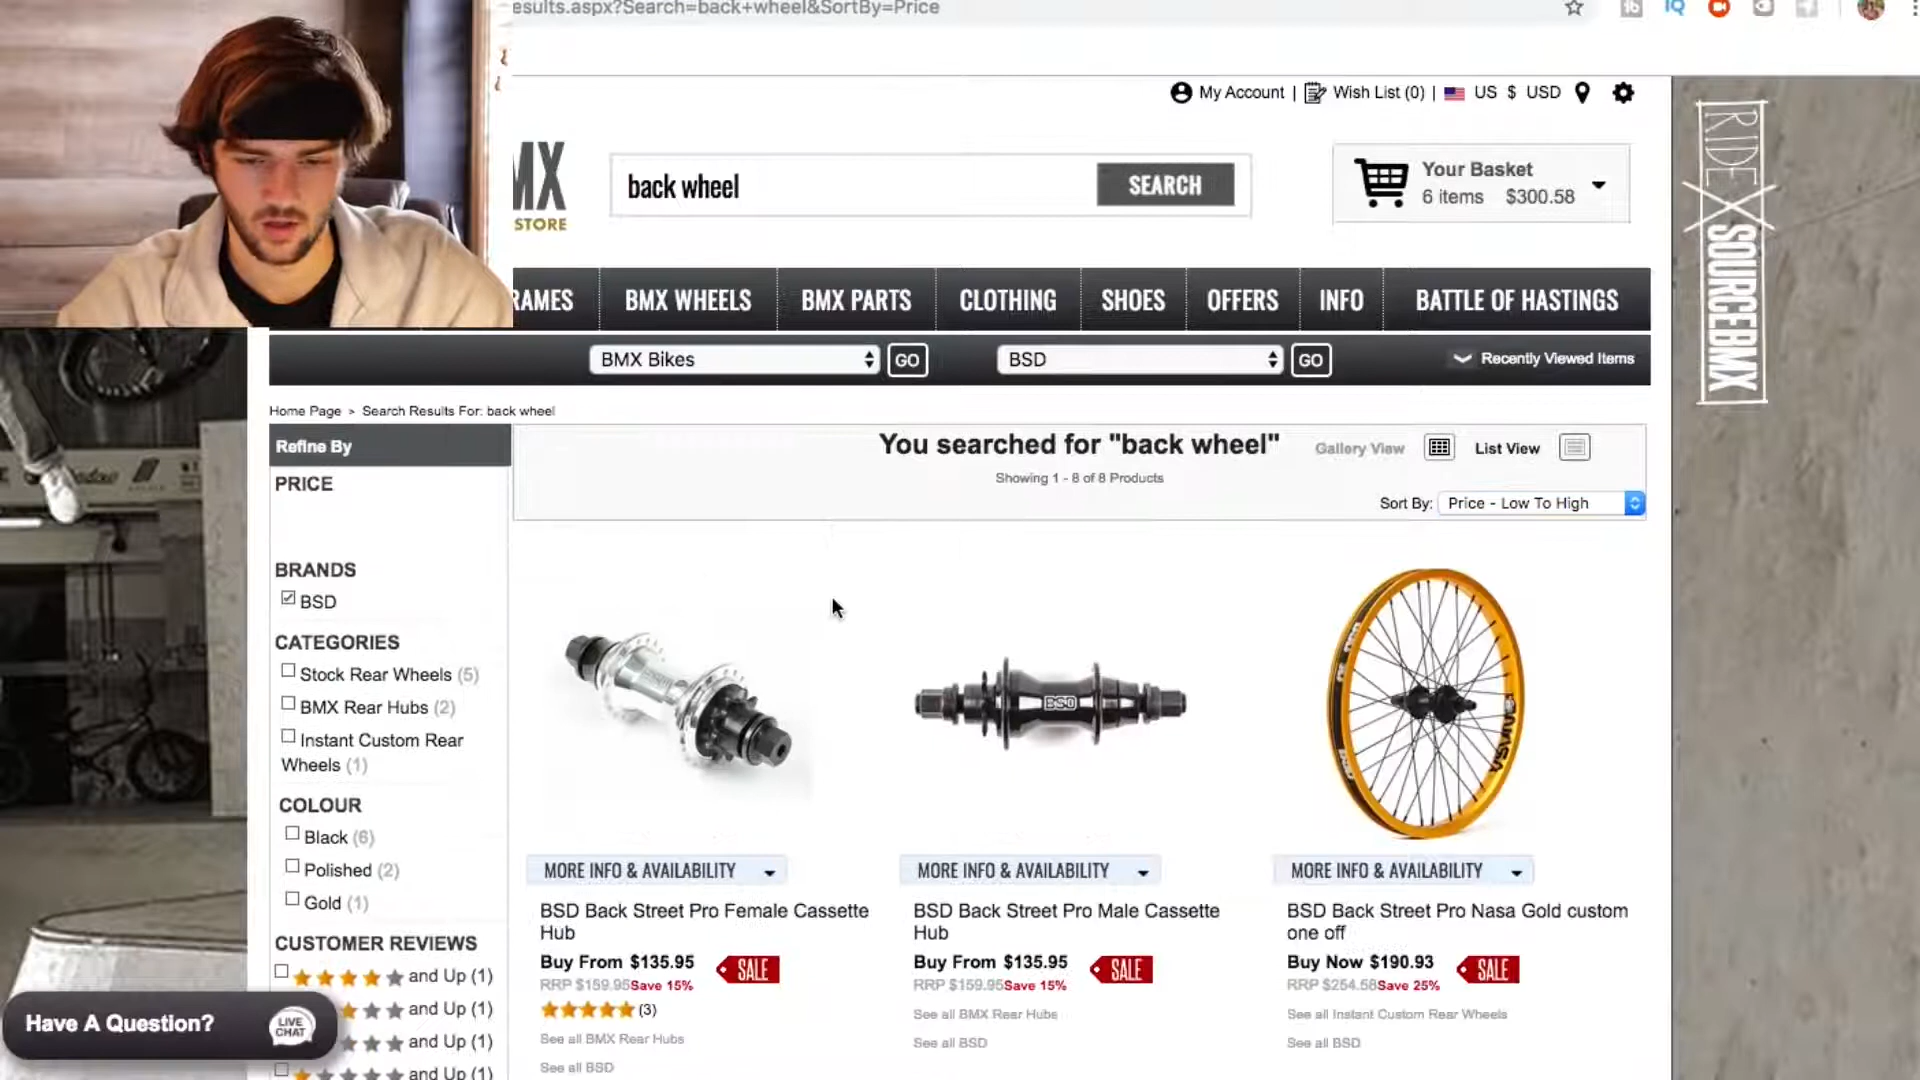 esults.aspx?Search=back+wheel&SortBy=Price
My Account | Wish List (0) | US $ USD
MX
STORE
back wheel
SEARCH
Your Basket
6 items $300.58
RIDE
X
SOURCEBMX
RAMES
BMX WHEELS
BMX PARTS
CLOTHING
SHOES
OFFERS
INFO
BATTLE OF HASTINGS
BMX Bikes
GO
BSD
GO
Recently Viewed Items
Home Page > Search Results For: back wheel
Refine By
PRICE
BRANDS
BSD
CATEGORIES
Stock Rear Wheels (5)
BMX Rear Hubs (2)
Instant Custom Rear
Wheels (1)
COLOUR
Black (6)
Polished (2)
Gold (1)
CUSTOMER REVIEWS
and Up (1)
and Up (1)
and Up (1)
and Up (1)
Have A Question?
LIVE
CHAT
You searched for "back wheel"
Showing 1 - 8 of 8 Products
Gallery View
List View
Sort By: Price - Low To High
BSD
MORE INFO & AVAILABILITY
BSD Back Street Pro Female Cassette
Hub
Buy From $135.95
SALE
RRP $159.95Save 15%
(3)
See all BMX Rear Hubs
See all BSD
MORE INFO & AVAILABILITY
BSD Back Street Pro Male Cassette
Hub
Buy From $135.95
SALE
RRP $159.95Save 15%
See all BMX Rear Hubs
See all BSD
MORE INFO & AVAILABILITY
BSD Back Street Pro Nasa Gold custom
one off
Buy Now $190.93
SALE
RRP $254.58Save 25%
See all Instant Custom Rear Wheels
See all BSD